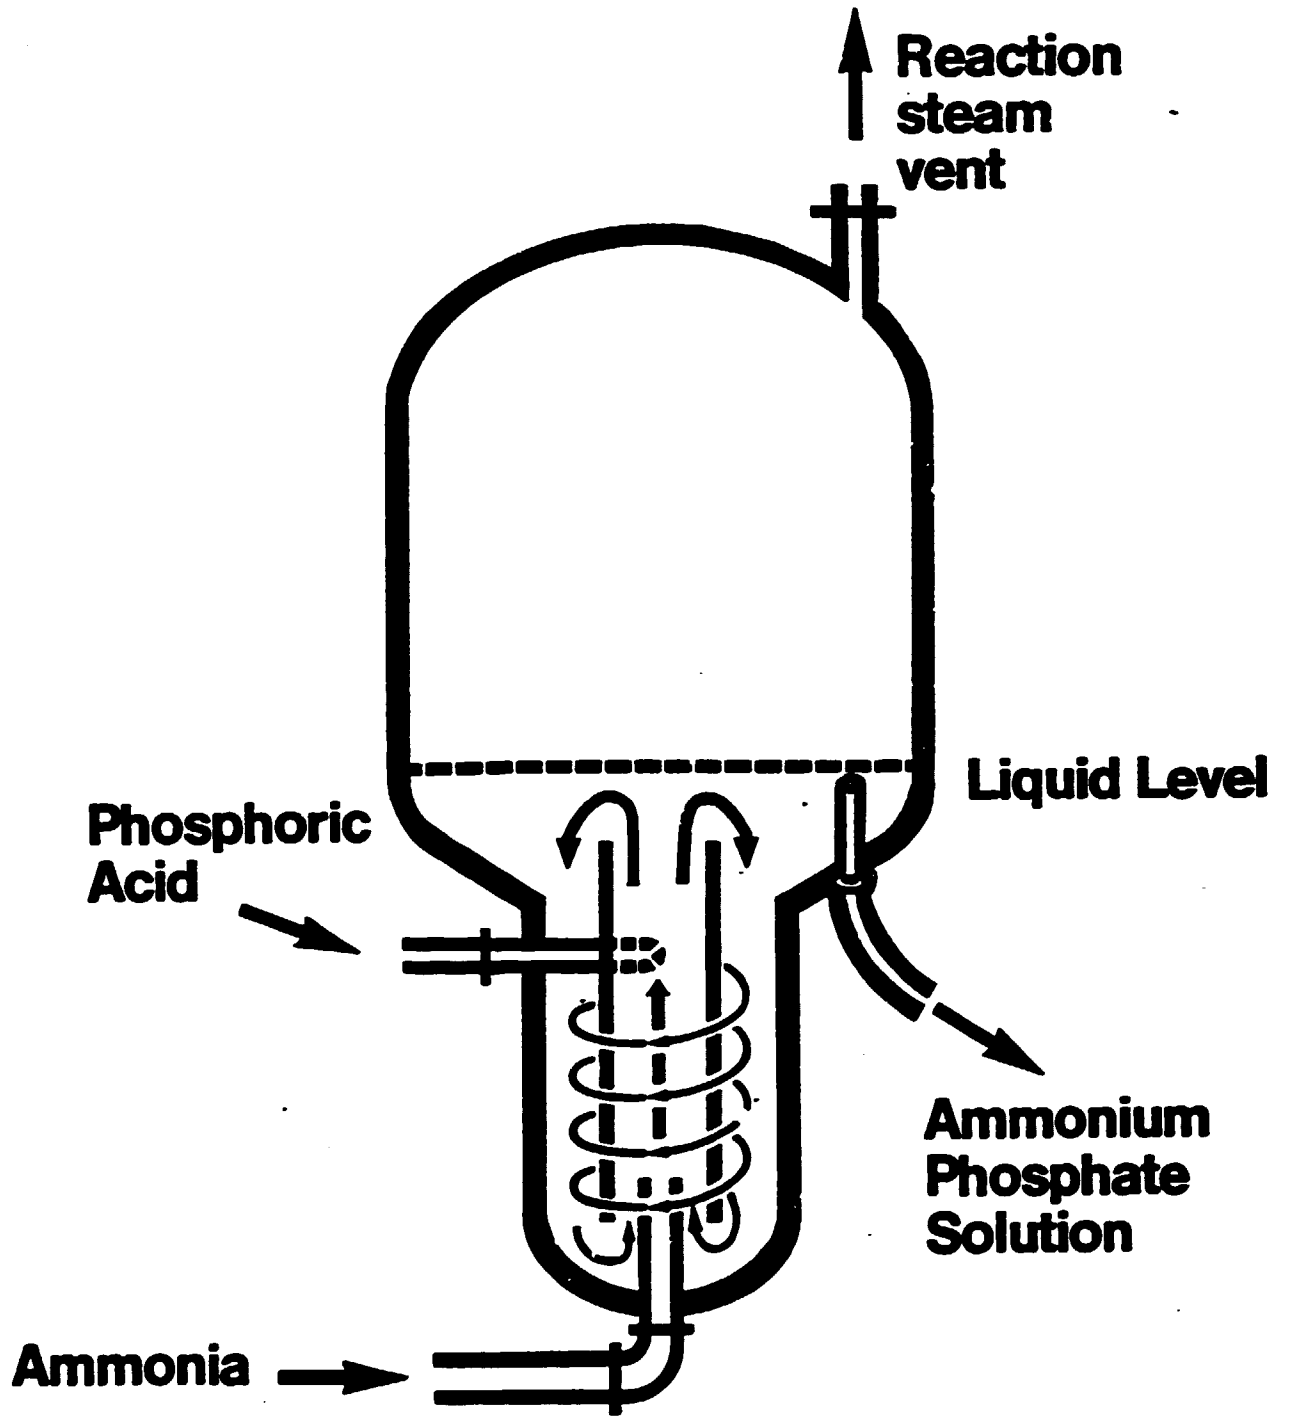 Reaction
steam
vent
Liquid Level
Phosphoric
Acid
Ammonium
Phosphate
Solution
Ammonia